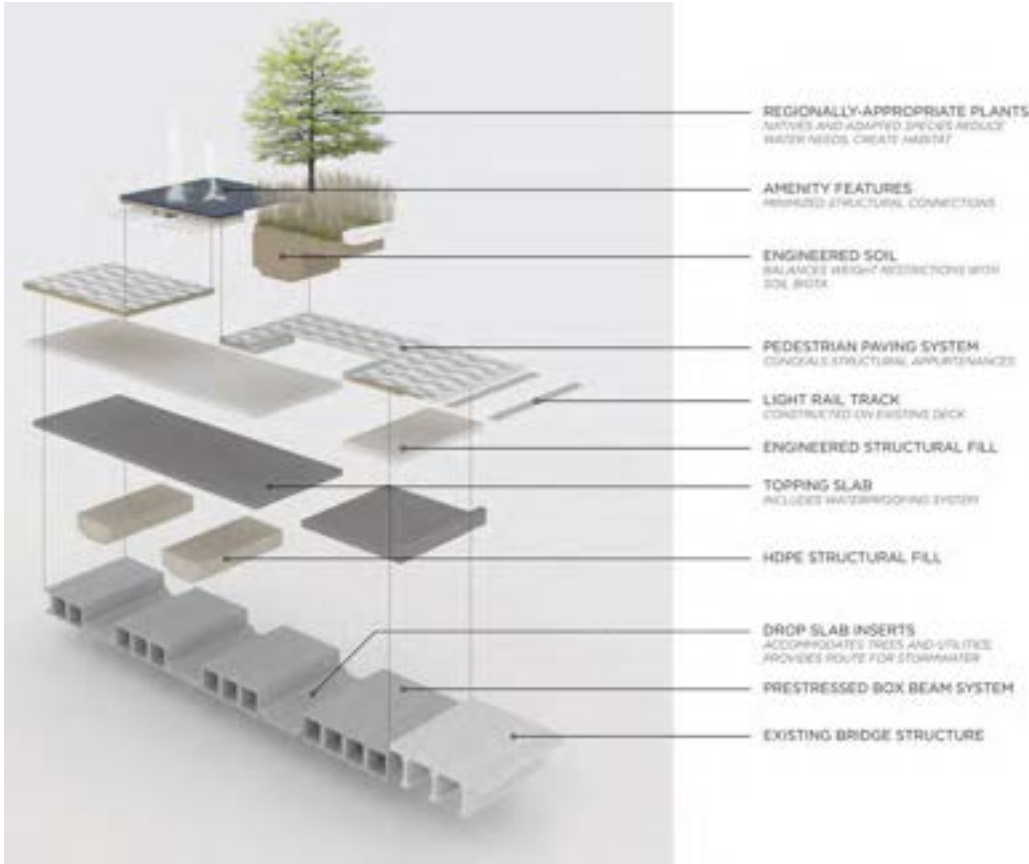 REGIONALLY-APPROPRIATE PLANTS
NATIVES AND ADAPTED SPECIES REDUCE
WATER NEEDS, CREATE HABITAT
AMENITY FEATURES
MINIMIZED STRUCTURAL CONNECTIONS
ENGINEERED SOIL
BALANCES WEIGHT RESTRICTIONS WITH
SOIL BIOTA
PEDESTRIAN PAVING SYSTEM
CONCEALS STRUCTURAL APPURTENANCES
LIGHT RAIL TRACK
CONSTRUCTED ON EXISTING DECK
ENGINEERED STRUCTURAL FILL
TOPPING SLAB
INCLUDES WATERPROOFING SYSTEM
HDPE STRUCTURAL FILL
DROP SLAB INSERTS
ACCOMMODATES TREES AND UTILITIES,
PROVIDES ROUTE FOR STORMWATER
PRESTRESSED BOX BEAM SYSTEM
EXISTING BRIDGE STRUCTURE